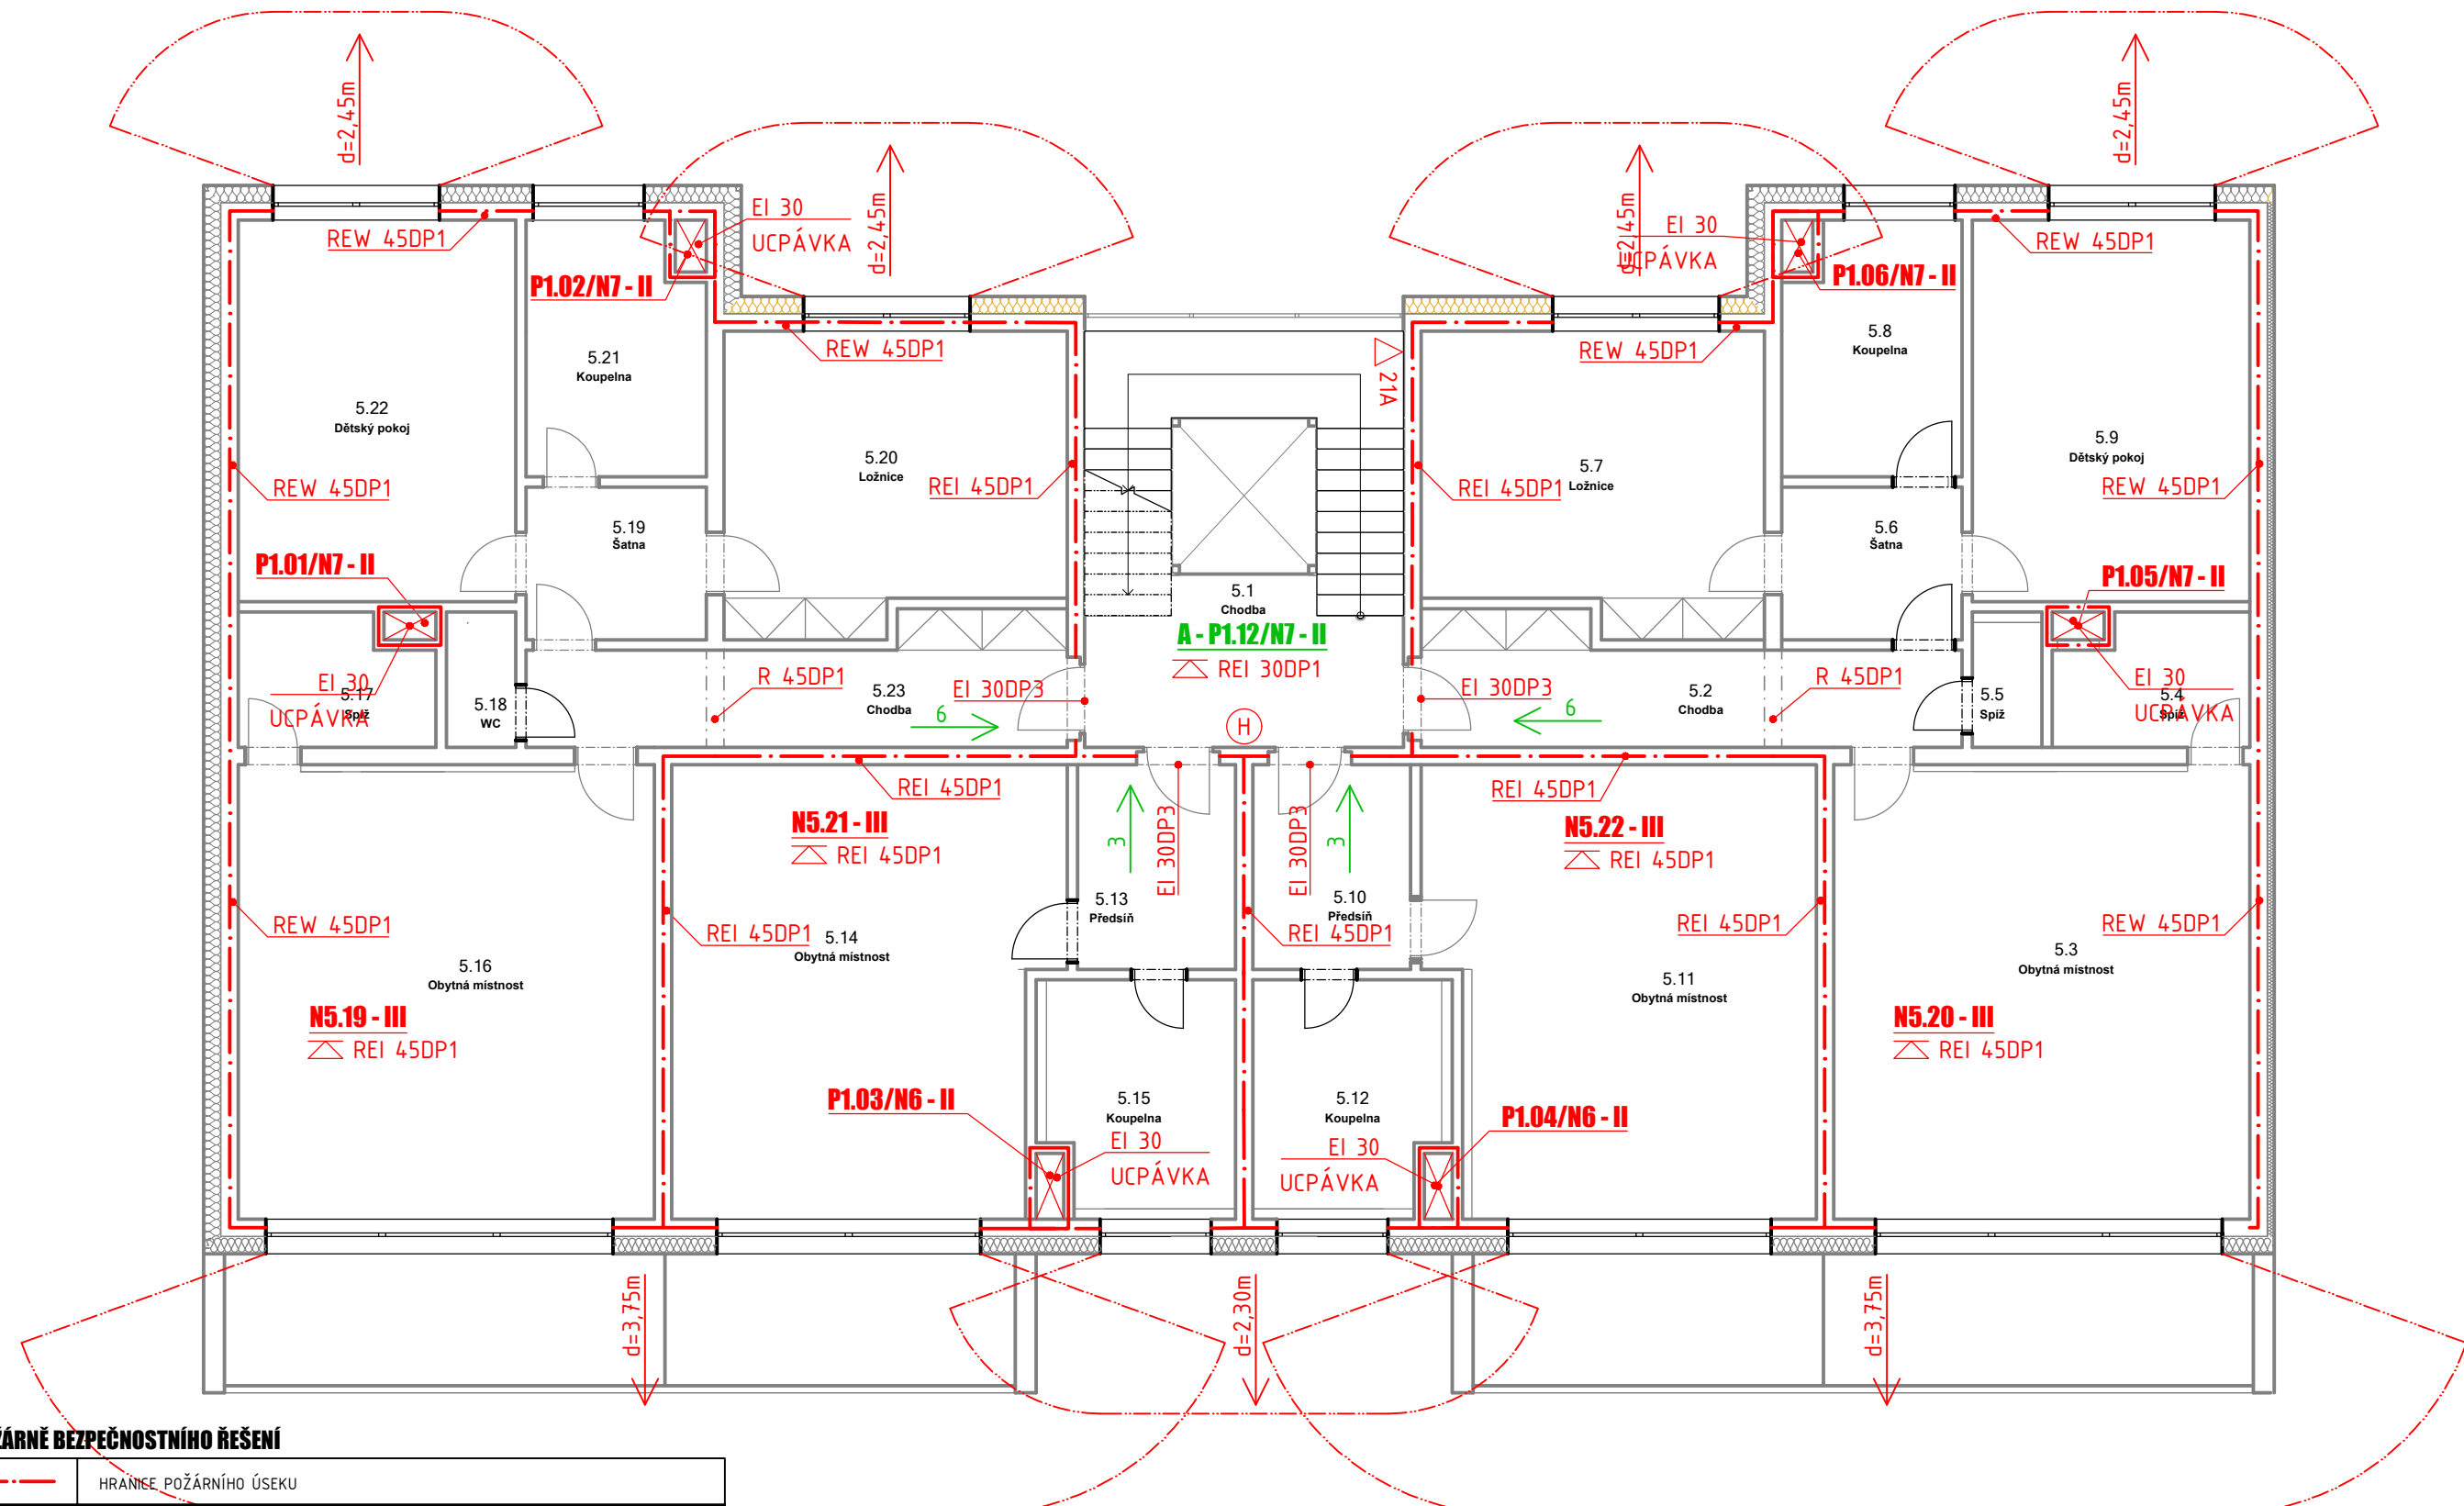 d=2,45m
d=2,45m
d=2,45m
d=2,45m
EI 30
UCPÁVKA
EI 30
UCPÁVKA
REW 45DP1
REW 45DP1
P1.02/N7 - II
P1.06/N7 - II
REW 45DP1
REW 45DP1
5.21
Koupelna
5.8
Koupelna
21A
5.22
Dětský pokoj
5.20
Ložnice
5.7
Ložnice
5.9
Dětský pokoj
REW 45DP1
REI 45DP1
REI 45DP1
REW 45DP1
5.19
Šatna
5.6
Šatna
P1.01/N7 - II
P1.05/N7 - II
5.1
Chodba
A - P1.12/N7 - II
REI 30DP1
EI 30
UCPÁVKA
5.17
Spíž
5.18
WC
R 45DP1
5.23
Chodba
6
EI 30DP3
H
EI 30DP3
6
5.2
Chodba
R 45DP1
5.5
Spíž
EI 30
UCPÁVKA
5.4
Spíž
REI 45DP1
REI 45DP1
N5.21 - III
REI 45DP1
3
EI 30DP3
EI 30DP3
3
N5.22 - III
REI 45DP1
REW 45DP1
REI 45DP1
5.14
Obytná místnost
5.13
Předsíň
5.10
Předsíň
REI 45DP1
REI 45DP1
REW 45DP1
5.16
Obytná místnost
5.11
Obytná místnost
5.3
Obytná místnost
N5.19 - III
REI 45DP1
N5.20 - III
REI 45DP1
P1.03/N6 - II
5.15
Koupelna
5.12
Koupelna
P1.04/N6 - II
EI 30
UCPÁVKA
EI 30
UCPÁVKA
d=3,75m
d=2,30m
d=3,75m
ŽÁRNĚ BEZPEČNOSTNÍHO ŘEŠENÍ
HRANICE POŽÁRNÍHO ÚSEKU